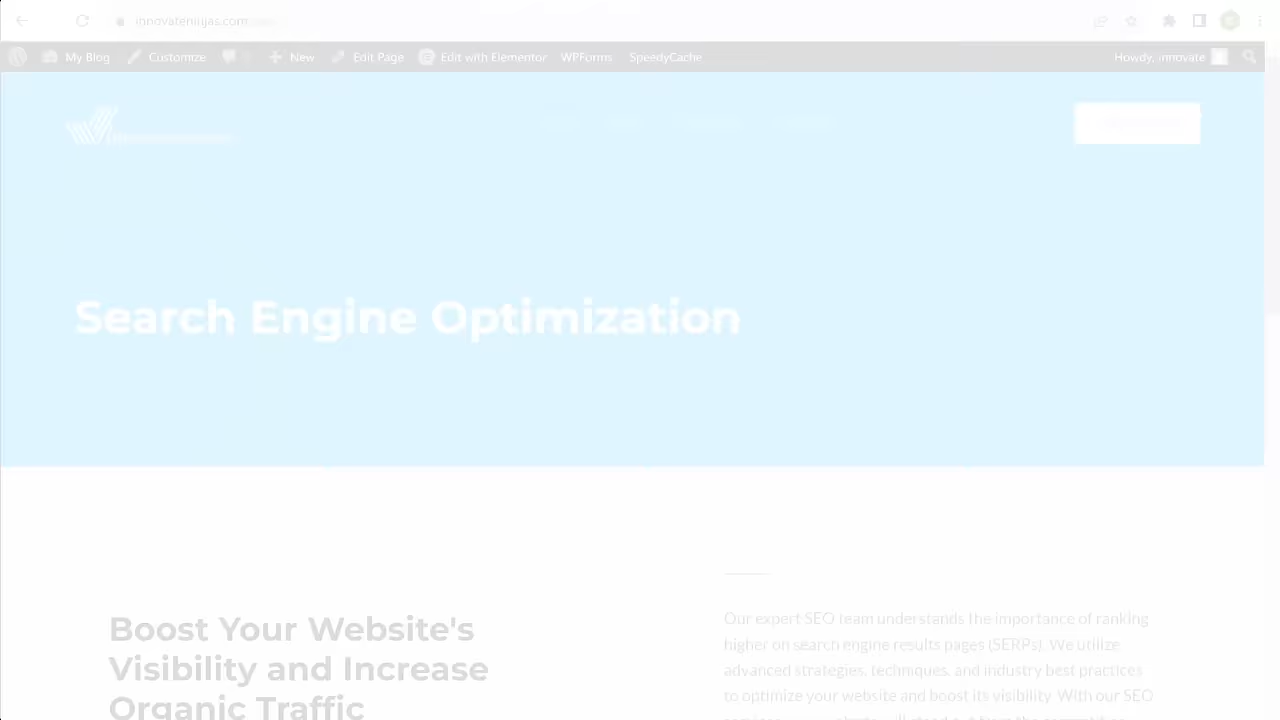 innovateninjas.com
My Blog Customize New Edit Page Edit with Elementor WPForms SpeedyCache Howdy, innovate
Search Engine Optimization
Boost Your Website's
Visibility and Increase
Organic Traffic
Our expert SEO team understands the importance of ranking
higher on search engine results pages (SERPs). We utilize
advanced strategies, techniques, and industry best practices
to optimize your website and boost its visibility. With our SEO